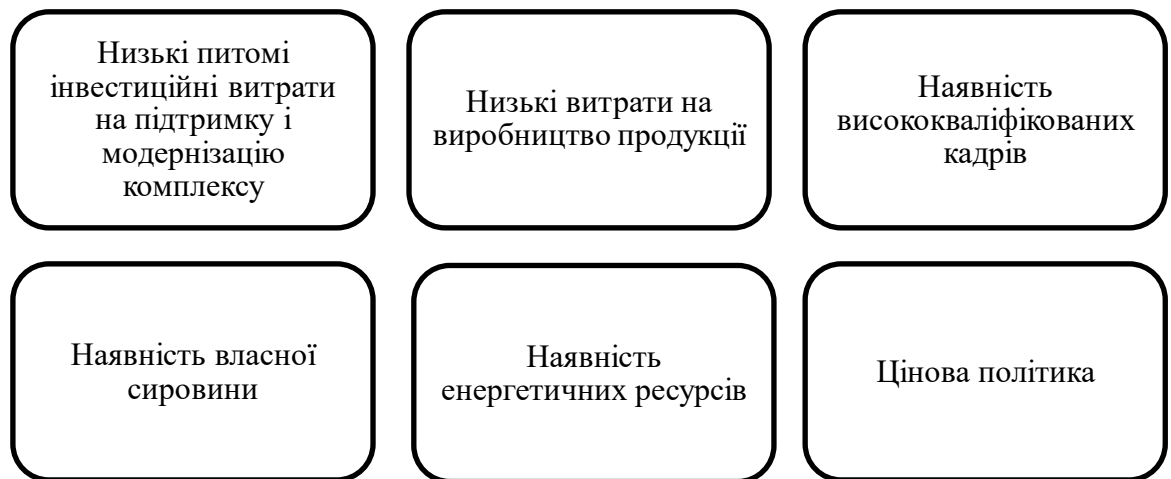 Низькі питомі
інвестиційні витрати
на підтримку і
модернізацію
комплексу
Низькі витрати на
виробництво продукції
Наявність
висококваліфікованих
кадрів
Наявність власної
сировини
Наявність
енергетичних ресурсів
Цінова політика